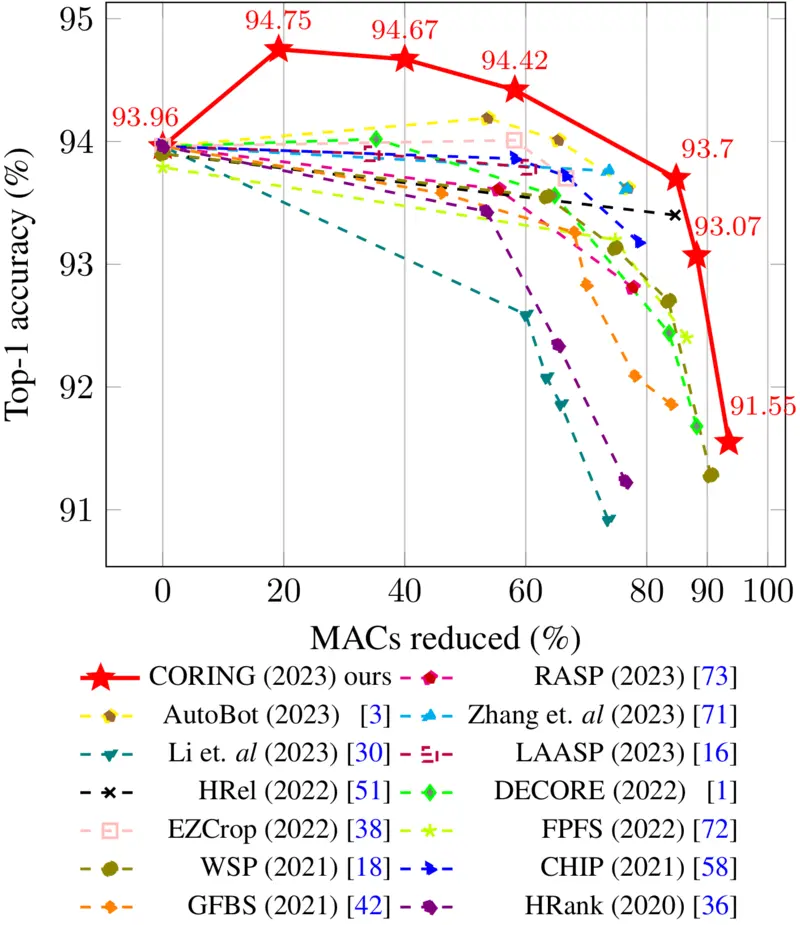 95
94
93
92
91
Top-1 accuracy (%)
94.75
94.67
94.42
93.96
93.7
93.07
91.55
0 20 40 60 80 90 100
MACs reduced (%)
CORING (2023) ours RASP (2023) [73]
AutoBot (2023) [3] Zhang et. al (2023) [71]
Li et. al (2023) [30] LAASP (2023) [16]
HRel (2022) [51] DECORE (2022) [1]
EZCrop (2022) [38] FPFS (2022) [72]
WSP (2021) [18] CHIP (2021) [58]
GFBS (2021) [42] HRank (2020) [36]